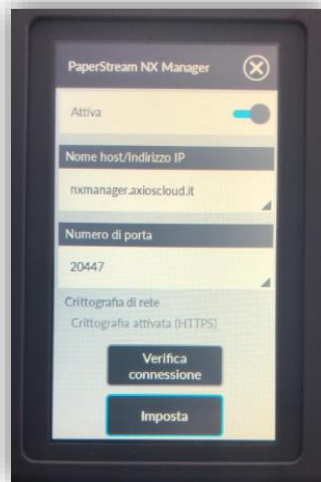 PaperStream NX Manager
Attiva
Nome host/Indirizzo IP
nxmanager.axioscloud.it
Numero di porta
20447
Crittografia di rete
Crittografia attivata (HTTPS)
Verifica
connessione
Imposta